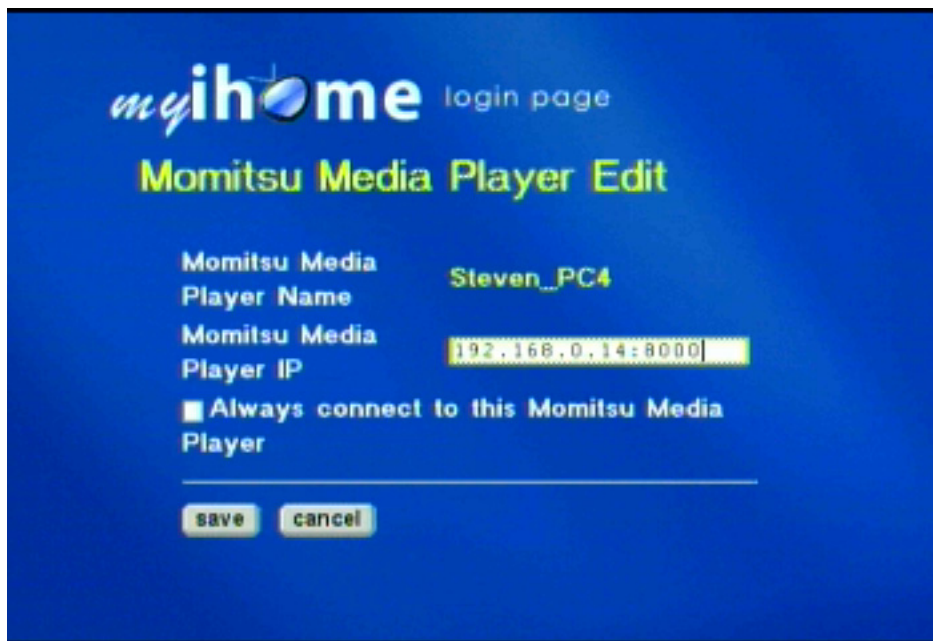 myihome login page
Momitsu Media Player Edit
Momitsu Media
Player Name
Steven_PC4
Momitsu Media
Player IP
192.168.0.14:8000
Always connect to this Momitsu Media
Player
save cancel